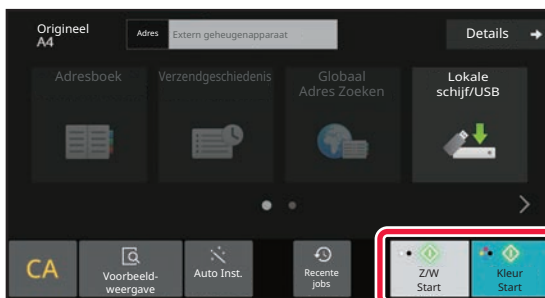 Origineel
A4
Adres
Extern geheugenapparaat
Details
Adresboek
Verzendgeschiedenis
Globaal
Adres Zoeken
Lokale
schijf/USB
CA
Voorbeeld-
weergave
Auto Inst.
Recente
jobs
Z/W
Start
Kleur
Start